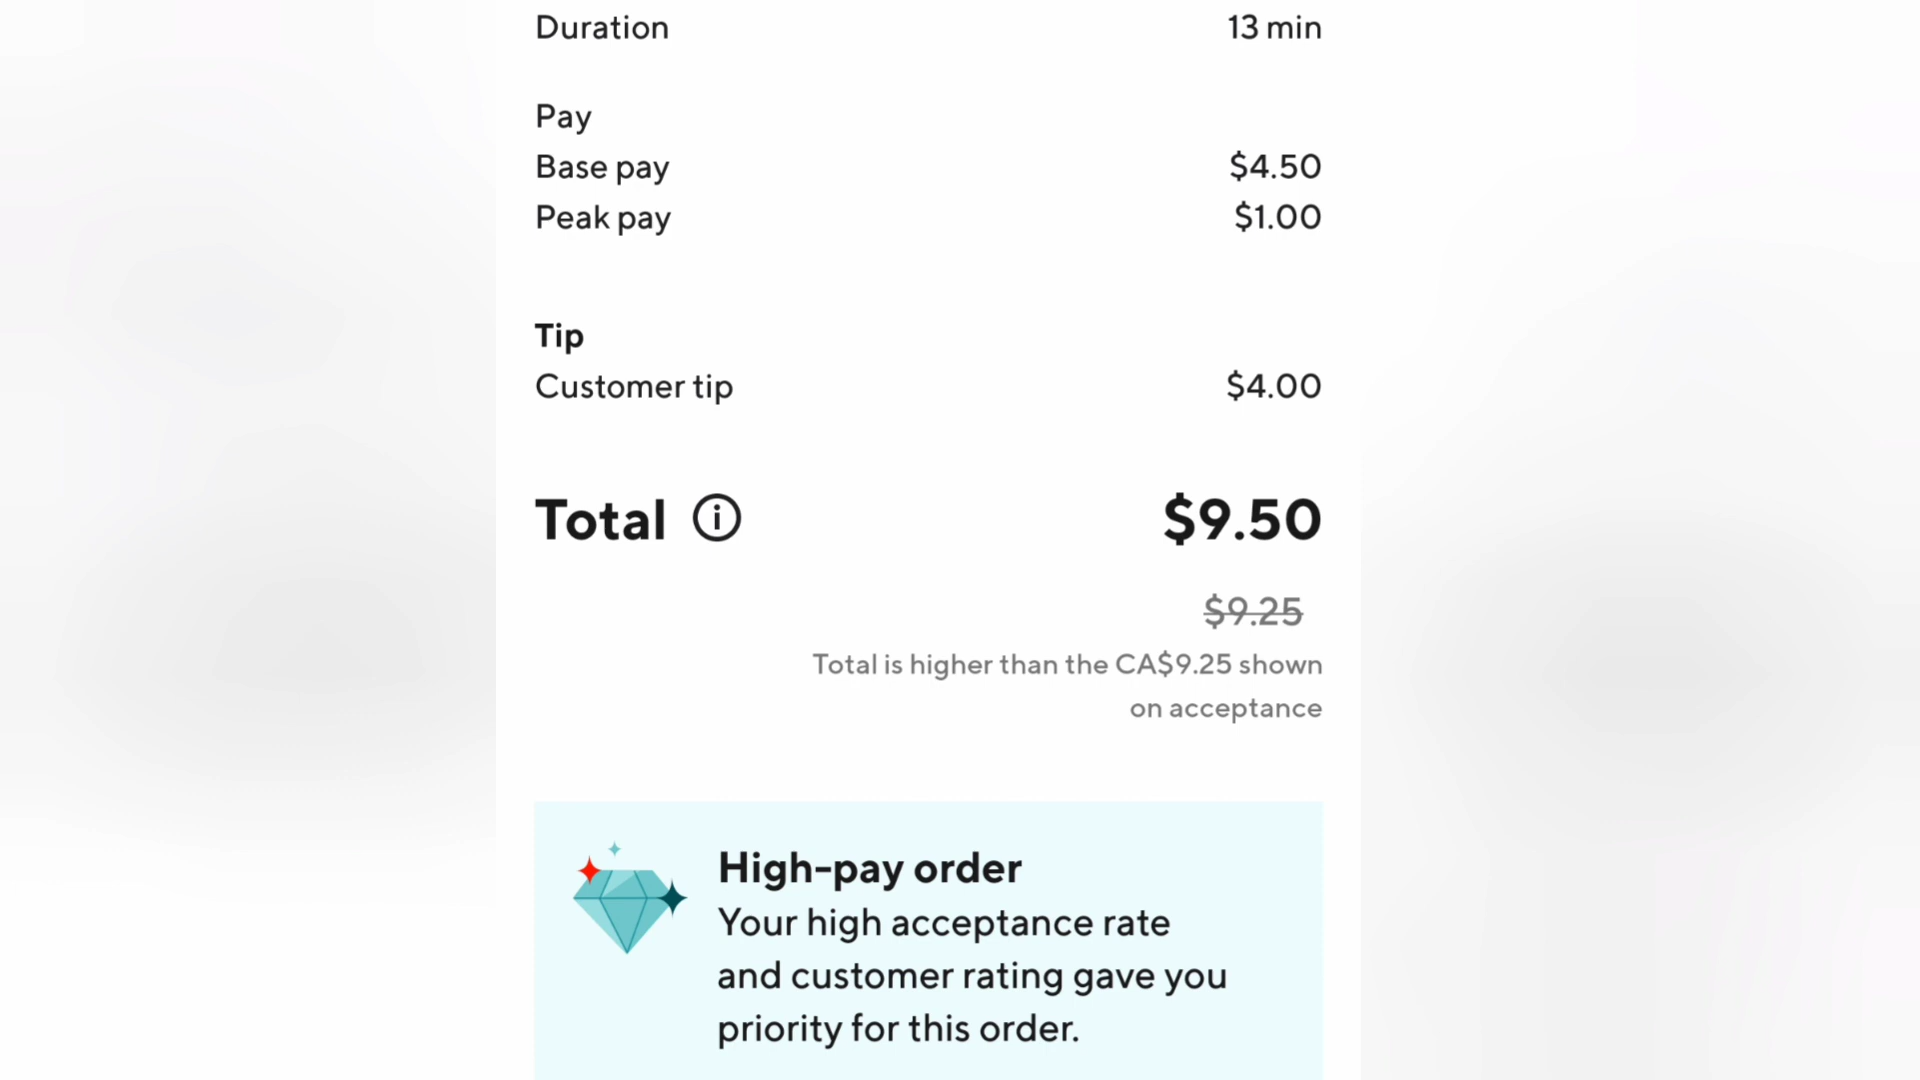 Duration 13 min
Pay
Base pay $4.50
Peak pay $1.00
Tip
Customer tip $4.00
Total $9.50
$9.25
Total is higher than the CA$9.25 shown
on acceptance
High-pay order
Your high acceptance rate
and customer rating gave you
priority for this order.